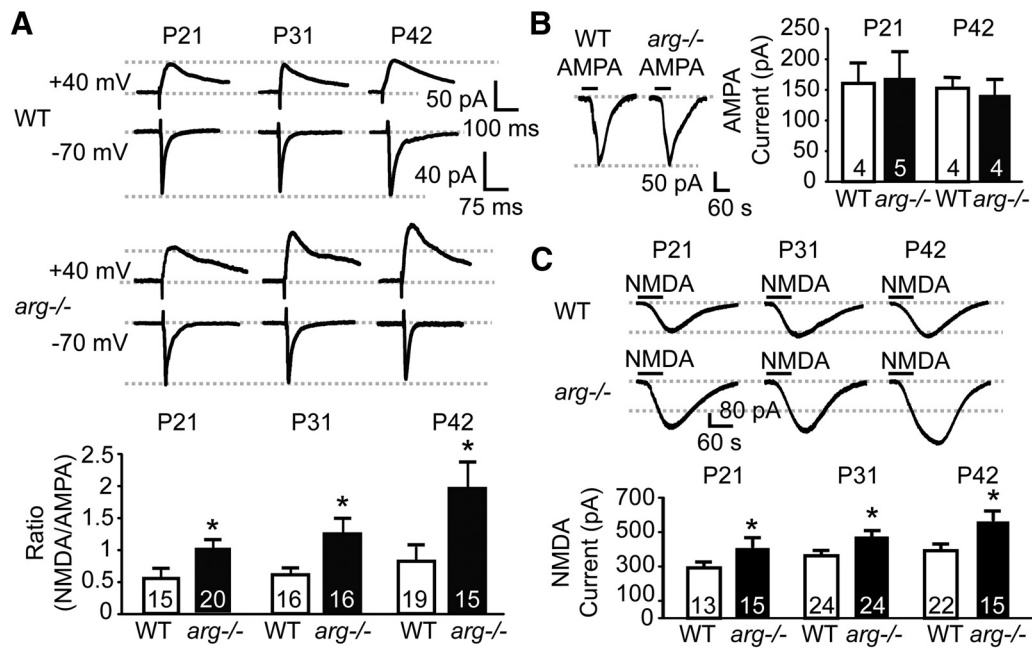 A
P21 P31 P42
+40 mV
WT
50 pA
100 ms
-70 mV
40 pA
75 ms
+40 mV
arg-/-
-70 mV
P21 P31 P42
Ratio
(NMDA/AMPA)
2.5
2
1.5
1
0.5
0
* * *
15 20 16 16 19 15
WT arg-/- WT arg-/- WT arg-/-
B
WT arg-/-
AMPA AMPA
50 pA
60 s
P21 P42
AMPA
Current (pA)
250
200
150
100
50
0
4 5 4 4
WT arg-/- WT arg-/-
C
P21 P31 P42
NMDA NMDA NMDA
WT
NMDA NMDA NMDA
arg-/-
80 pA
60 s
P21 P31 P42
NMDA
Current (pA)
700
500
300
0
* * *
13 15 24 24 22 15
WT arg-/- WT arg-/- WT arg-/-